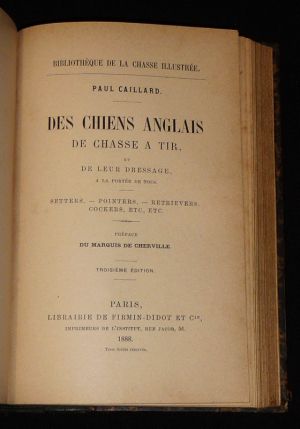 BIBLIOTHÈQUE DE LA CHASSE ILLUSTRÉE.
PAUL CAILLARD.
DES CHIENS ANGLAIS
DE CHASSE A TIR,
ET
DE LEUR DRESSAGE,
A LA PORTÉE DE TOUS.
SETTERS. — POINTERS. — RETRIEVERS.
COCKERS, ETC, ETC.
PRÉFACE
DU MARQUIS DE CHERVILLE.
TROISIÈME ÉDITION.
PARIS,
LIBRAIRIE DE FIRMIN-DIDOT ET Cie,
IMPRIMEURS DE L'INSTITUT, RUE JACOB, 56.
1888.
Tous droits réservés.